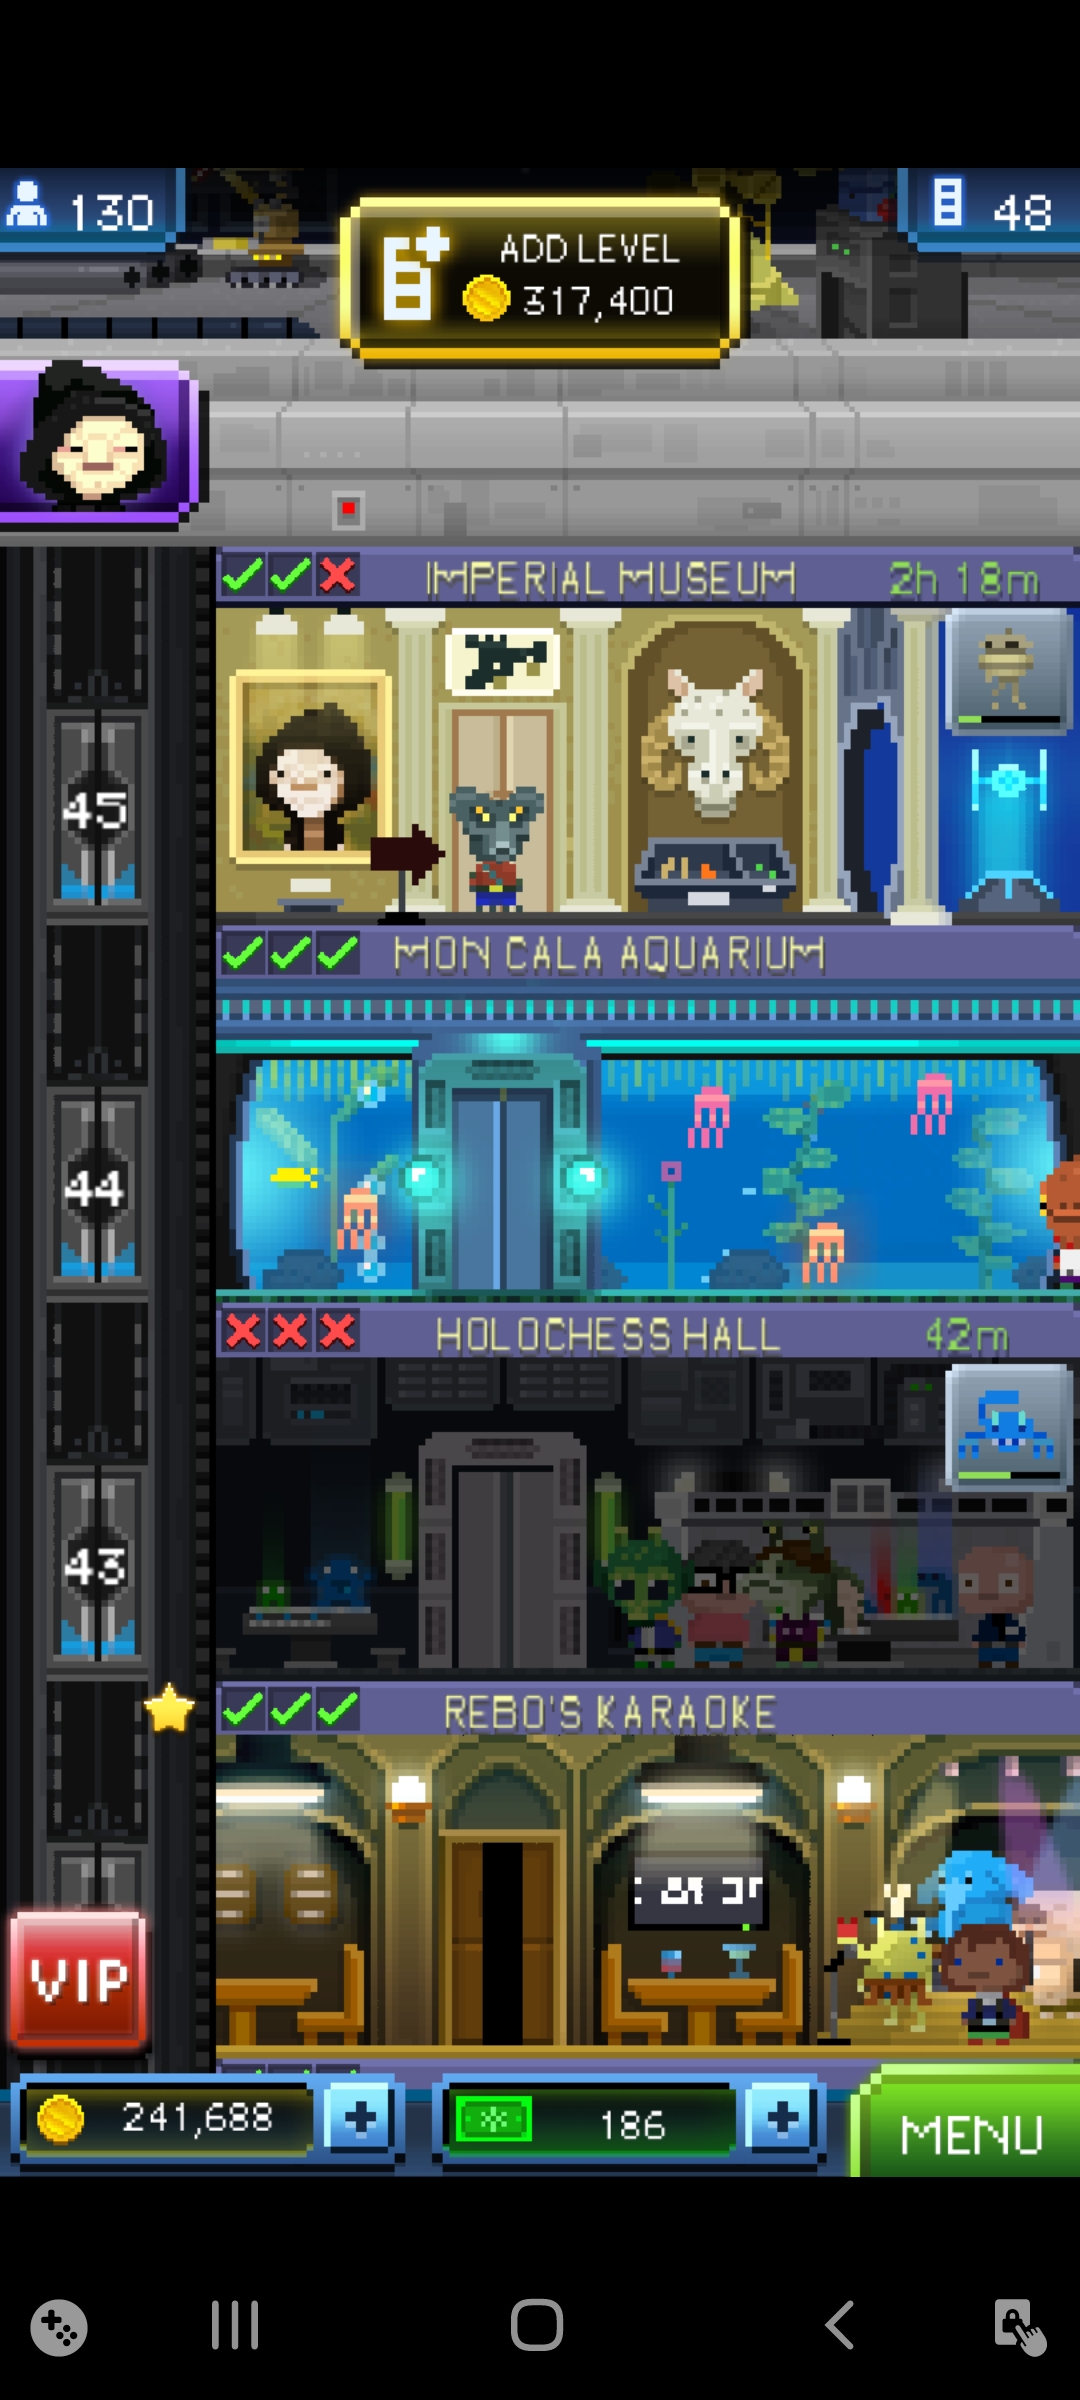 130
ADD LEVEL
317,400
48
IMPERIAL MUSEUM 2h 18m
45
MON CALA AQUARIUM
44
HOLOCHESS HALL 42m
43
REBO'S KARAOKE
VIP
241,688 + 186 + MENU